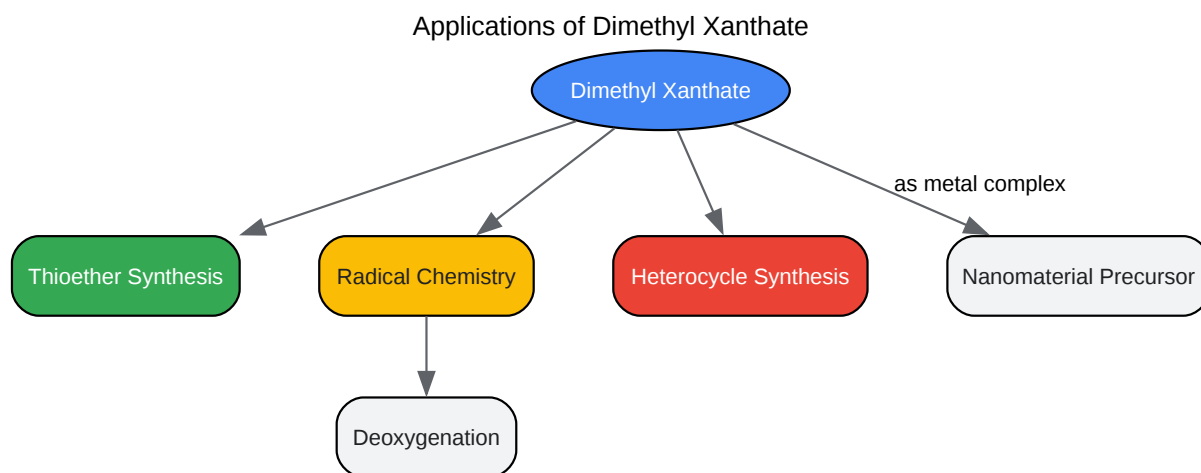 Applications of Dimethyl Xanthate
Dimethyl Xanthate
as metal complex
Thioether Synthesis
Radical Chemistry
Heterocycle Synthesis
Nanomaterial Precursor
Deoxygenation